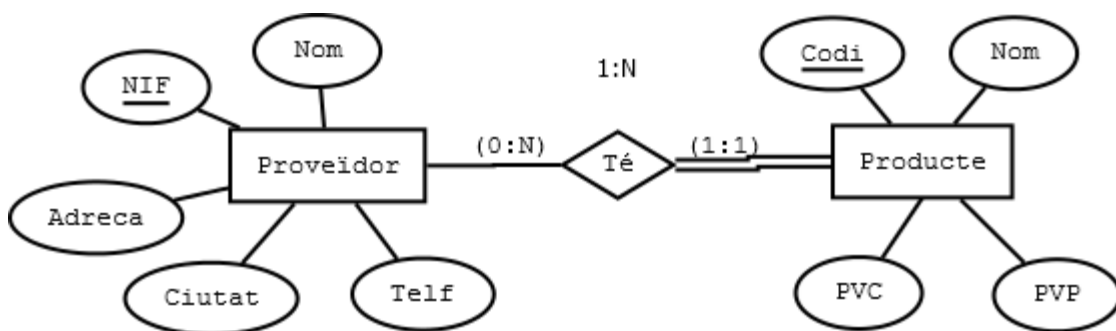 Nom
NIF
Proveïdor
Adreca
Ciutat
Telf
(0:N)
1:N
Té
(1:1)
Codi
Nom
Producte
PVC
PVP